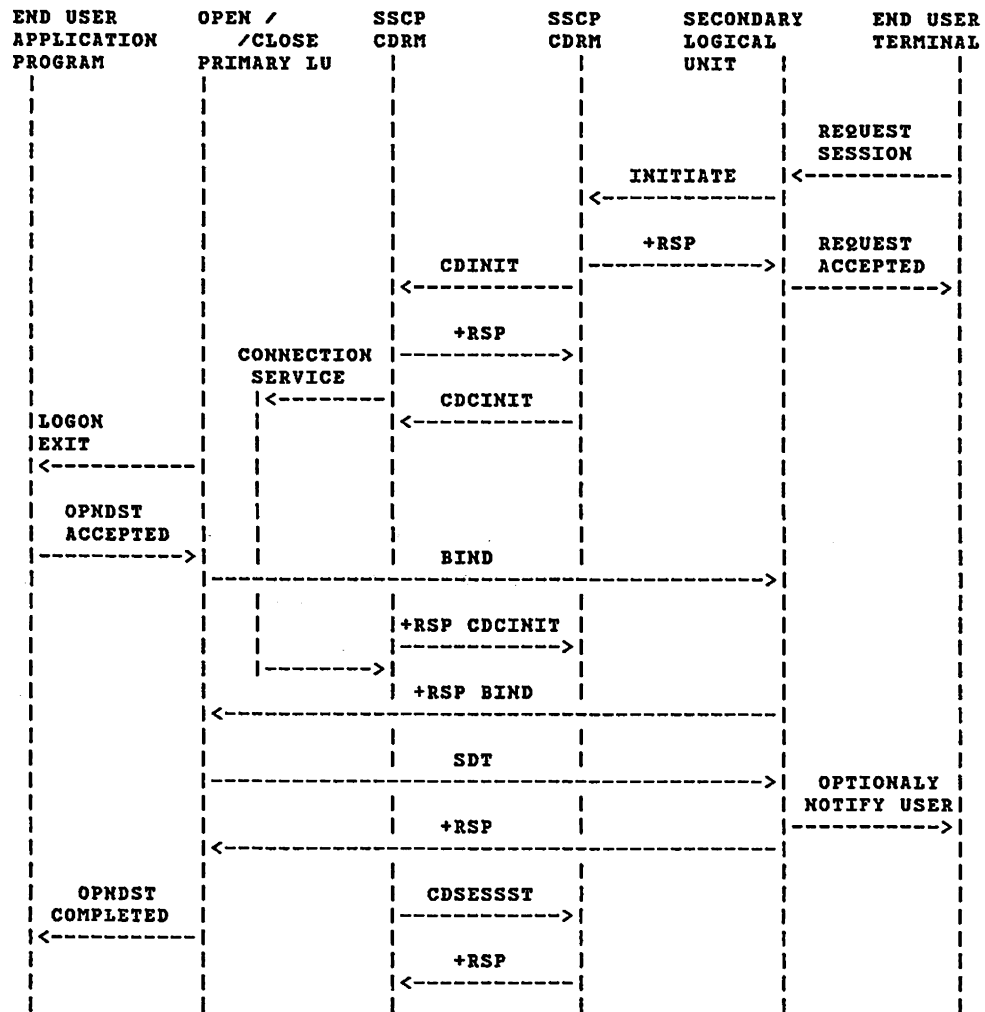 END USER
APPLICATION
PROGRAM
OPEN /
/CLOSE
PRIMARY LU
SSCP
CDRM
SSCP
CDRM
SECONDARY
LOGICAL
UNIT
END USER
TERMINAL
REQUEST
SESSION
INITIATE
+RSP
REQUEST
ACCEPTED
CDINIT
+RSP
CONNECTION
SERVICE
CDCINIT
LOGON
EXIT
OPNDST
ACCEPTED
BIND
+RSP CDCINIT
+RSP BIND
SDT
OPTIONALY
NOTIFY USER
+RSP
OPNDST
COMPLETED
CDSESSST
+RSP